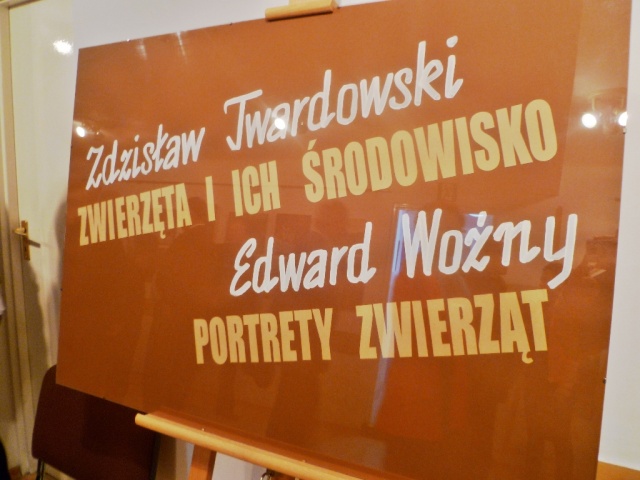 Zdzisław Twardowski
ZWIERZĘTA I ICH ŚRODOWISKO
Edward Woźny
PORTRETY ZWIERZĄT